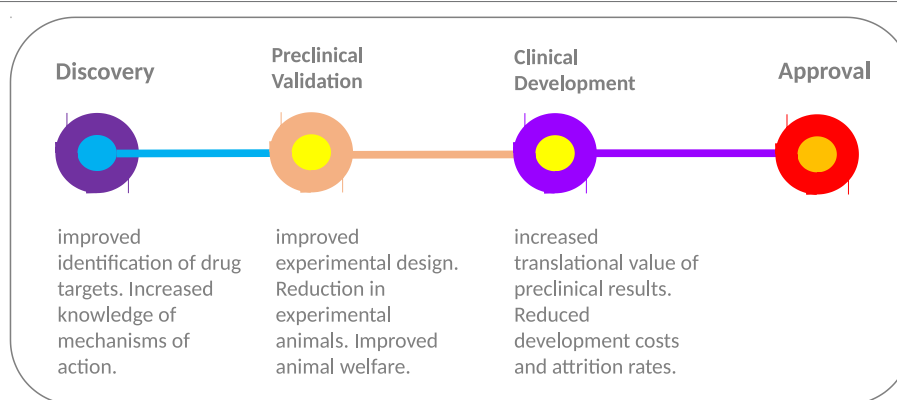 Discovery
improved
identification of drug
targets. Increased
knowledge of
mechanisms of
action.
Preclinical
Validation
improved
experimental design.
Reduction in
experimental
animals. Improved
animal welfare.
Clinical
Development
increased
translational value of
preclinical results.
Reduced
development costs
and attrition rates.
Approval